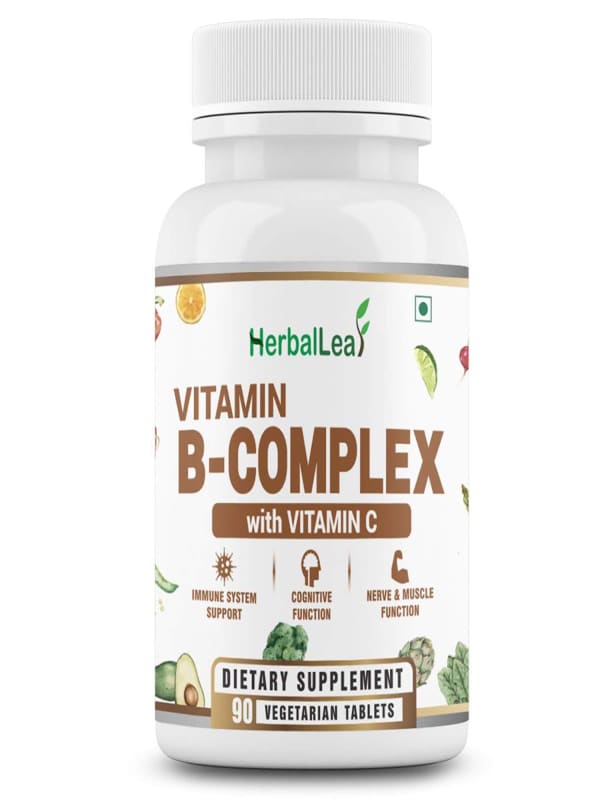 HerbalLeaf
VITAMIN
B-COMPLEX
with VITAMIN C
IMMUNE SYSTEM
SUPPORT
COGNITIVE
FUNCTION
NERVE & MUSCLE
FUNCTION
DIETARY SUPPLEMENT
90 VEGETARIAN TABLETS